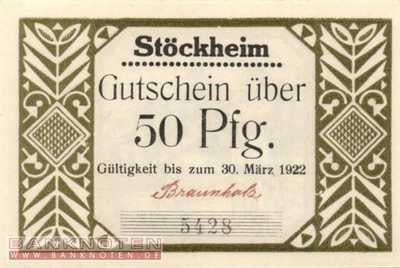 Stöckheim
Gutschein über
50 Pfg.
Gültigkeit bis zum 30. März 1922
Braunholz
5428
BANKNOTEN
WWW.BANKNOTEN.DE